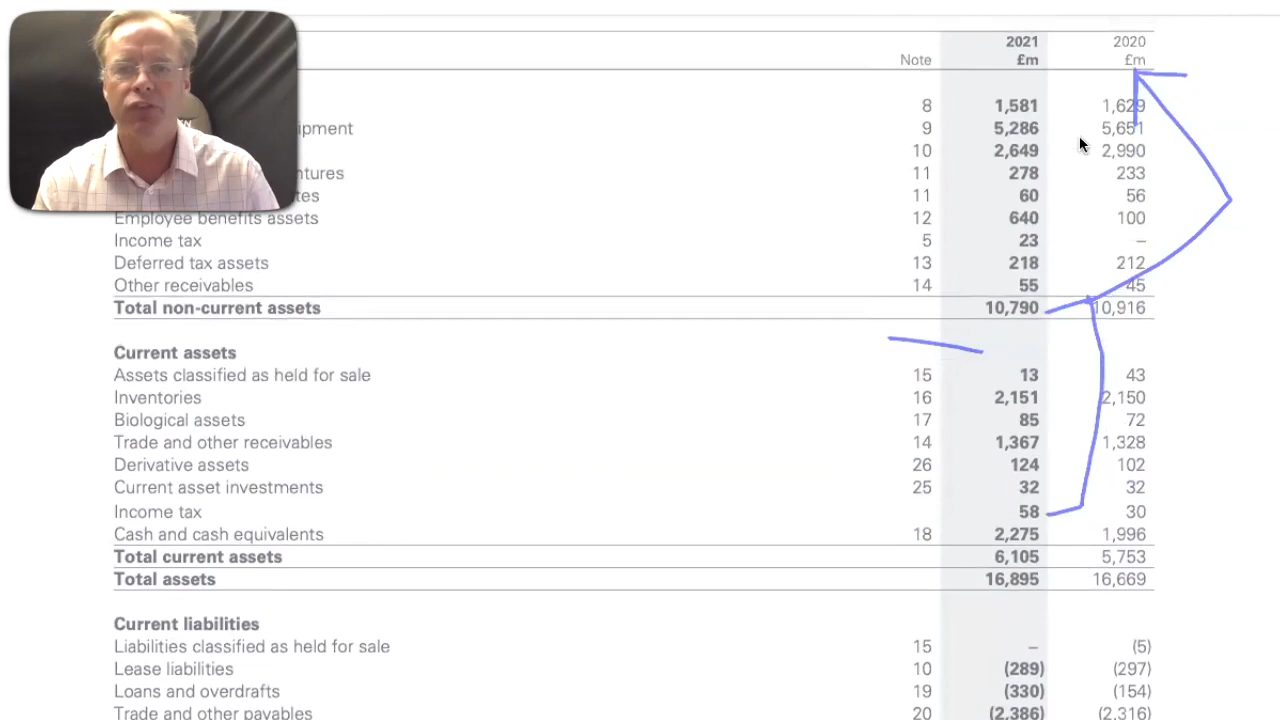 2021 2020
Note £m £m
8 1,581 1,629
ipment 9 5,286 5,651
10 2,649 2,990
ntures 11 278 233
tes 11 60 56
Employee benefits assets 12 640 100
Income tax 5 23 –
Deferred tax assets 13 218 212
Other receivables 14 55 45
Total non-current assets 10,790 10,916
Current assets
Assets classified as held for sale 15 13 43
Inventories 16 2,151 2,150
Biological assets 17 85 72
Trade and other receivables 14 1,367 1,328
Derivative assets 26 124 102
Current asset investments 25 32 32
Income tax 58 30
Cash and cash equivalents 18 2,275 1,996
Total current assets 6,105 5,753
Total assets 16,895 16,669
Current liabilities
Liabilities classified as held for sale 15 – (5)
Lease liabilities 10 (289) (297)
Loans and overdrafts 19 (330) (154)
Trade and other payables 20 (2,386) (2,316)